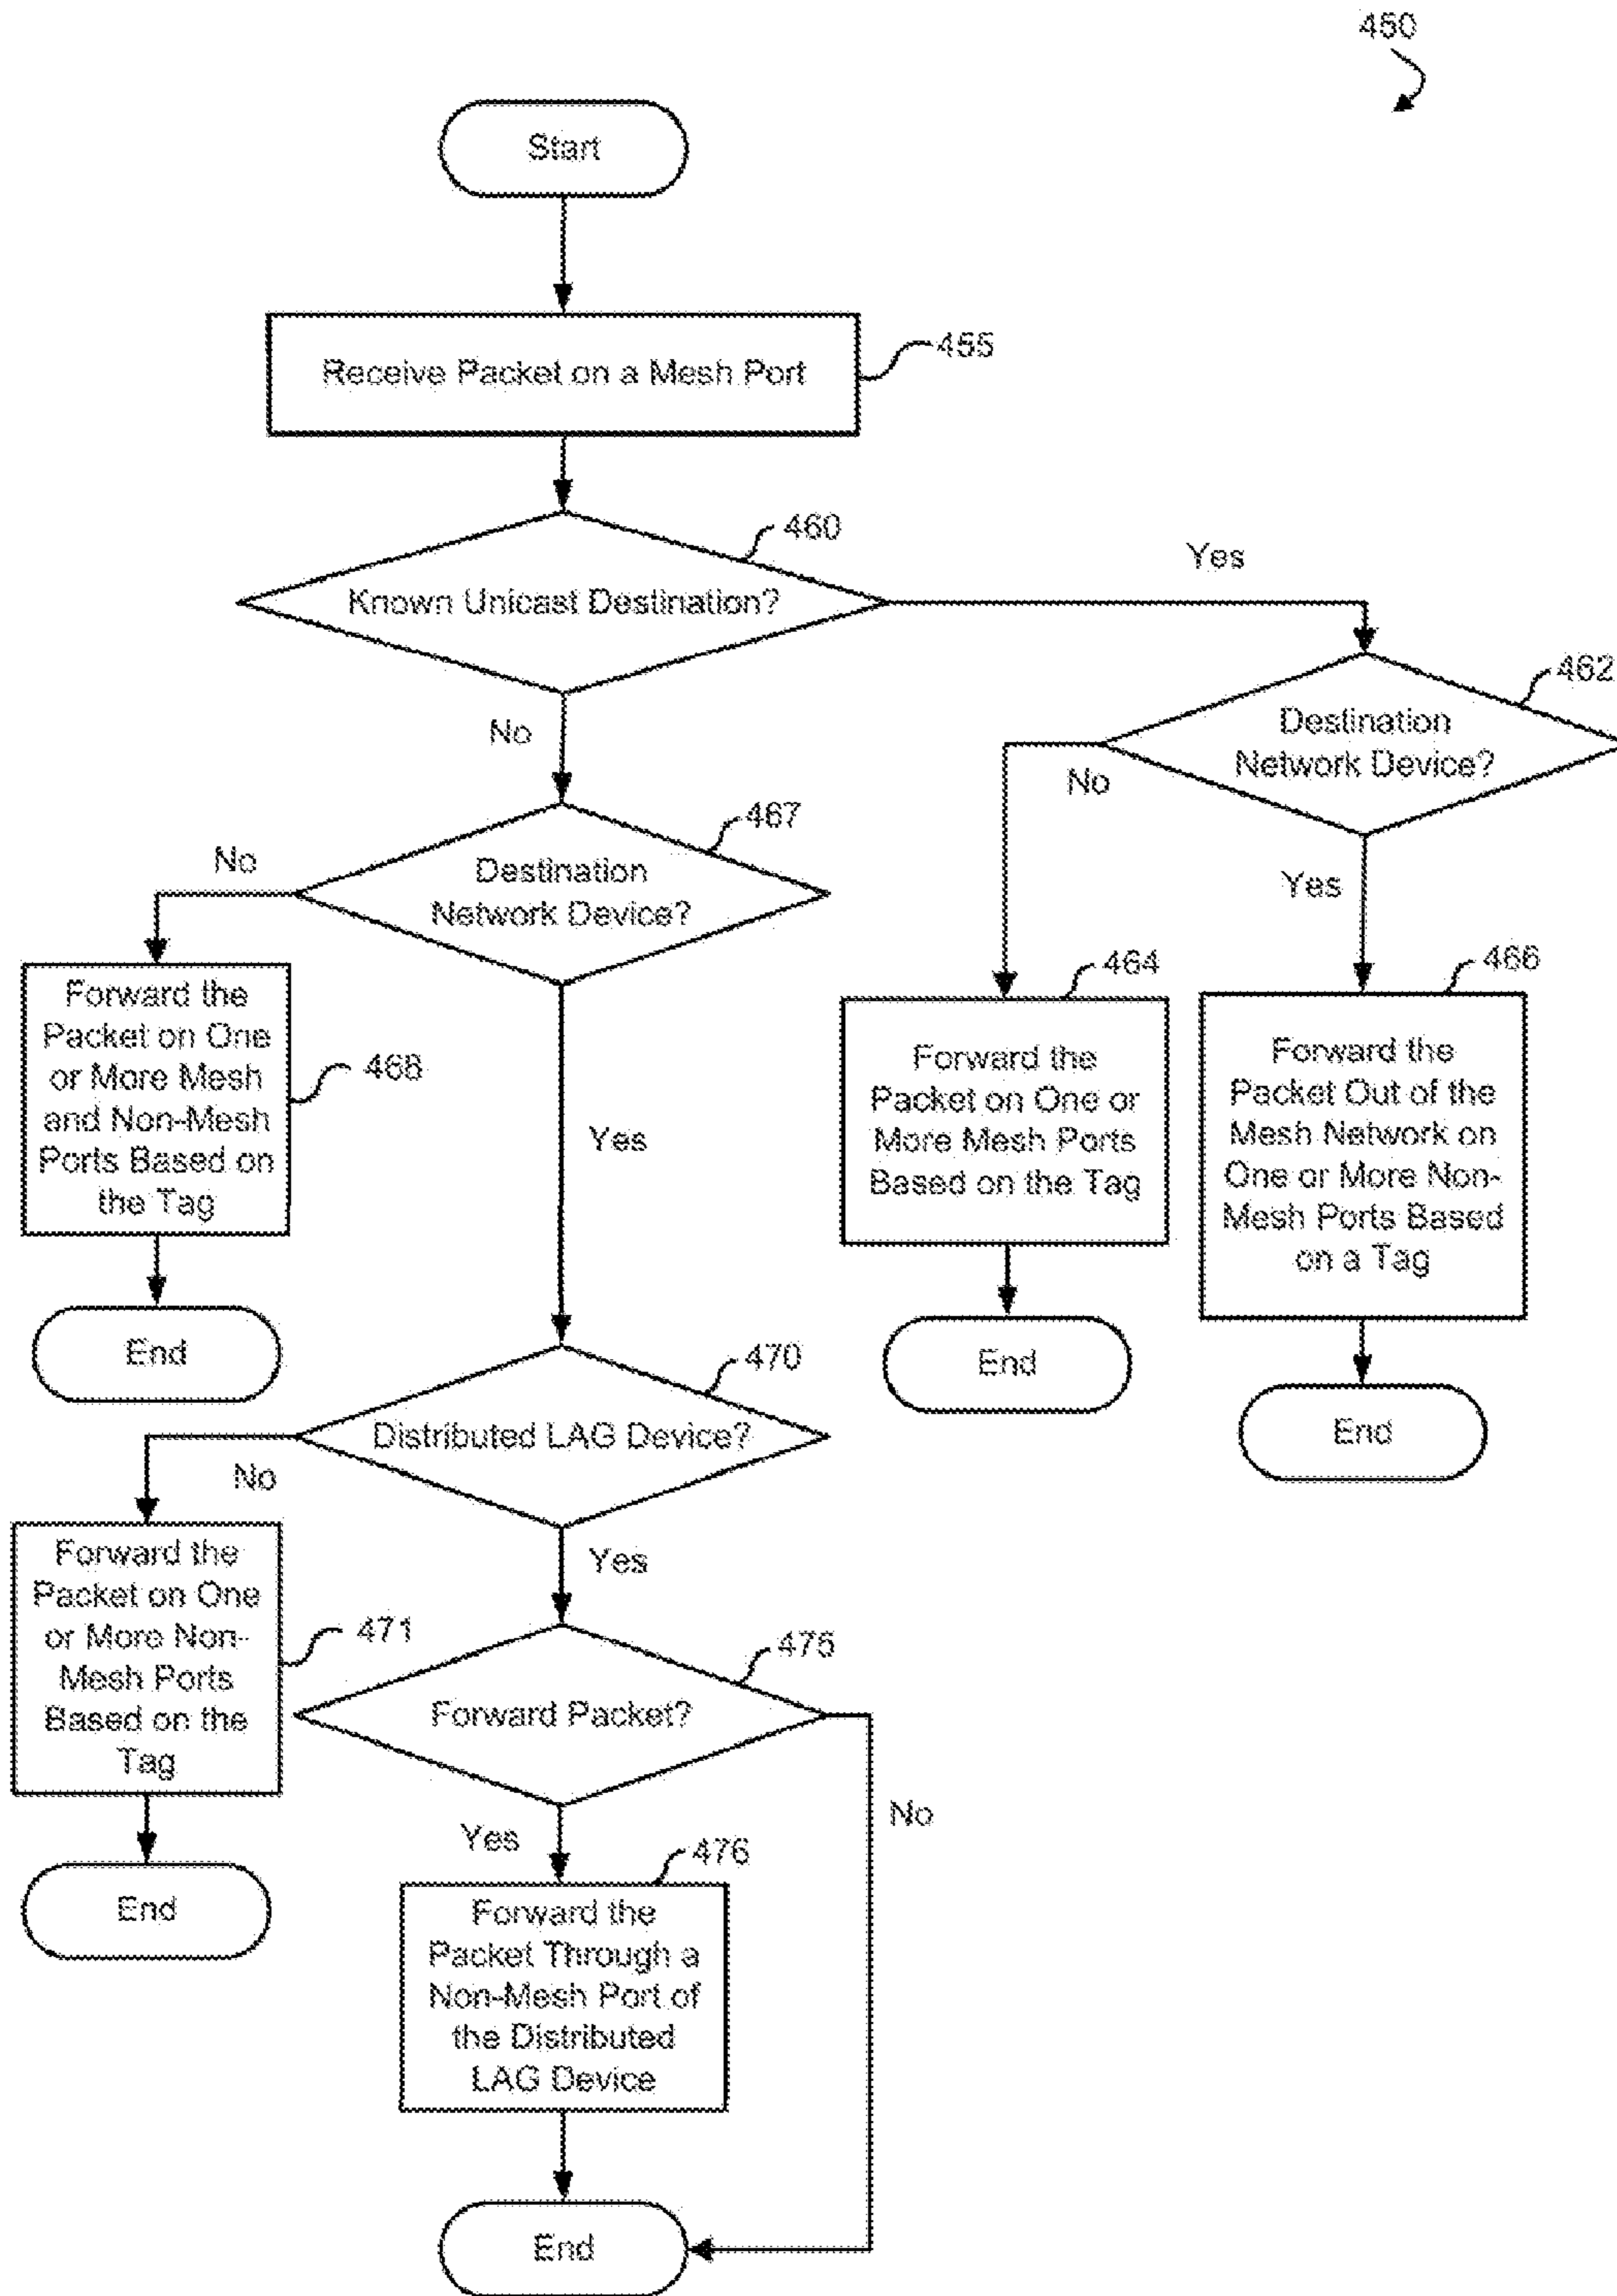 450
Start
Receive Packet on a Mesh Port
455
460
Known Unicast Destination?
Yes
No
462
Destination
Network Device?
No
Yes
467
Destination
Network Device?
No
Yes
464
Forward the
Packet on One or
More Mesh Ports
Based on the Tag
466
Forward the
Packet Out of the
Mesh Network on
One or More Non-
Mesh Ports Based
on a Tag
Forward the
Packet on One
or More Mesh
and Non-Mesh
Ports Based on
the Tag
468
End
End
End
470
Distributed LAG Device?
No
Yes
Forward the
Packet on One
or More Non-
Mesh Ports
Based on the
Tag
471
475
Forward Packet?
No
Yes
End
476
Forward the
Packet Through a
Non-Mesh Port of
the Distributed
LAG Device
End